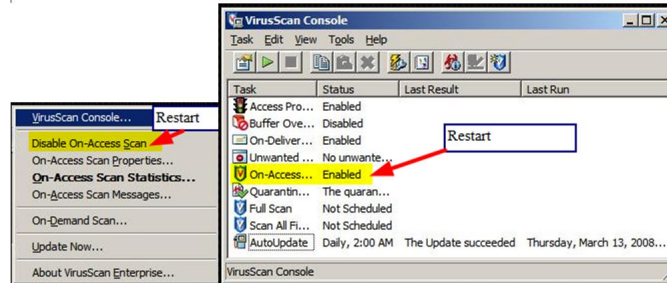 VirusScan Console...
Restart
Disable On-Access Scan
On-Access Scan Properties...
On-Access Scan Statistics...
On-Access Scan Messages...
On-Demand Scan...
Update Now...
About VirusScan Enterprise...
VirusScan Console
Task Edit View Tools Help
Task Status Last Result Last Run
Access Pro... Enabled
Buffer Ove... Disabled
On-Deliver... Enabled
Restart
Unwanted ... No unwante...
On-Access... Enabled
Quarantin... The quaran...
Full Scan Not Scheduled
Scan All Fi... Not Scheduled
AutoUpdate Daily, 2:00 AM The Update succeeded Thursday, March 13, 2008...
VirusScan Console